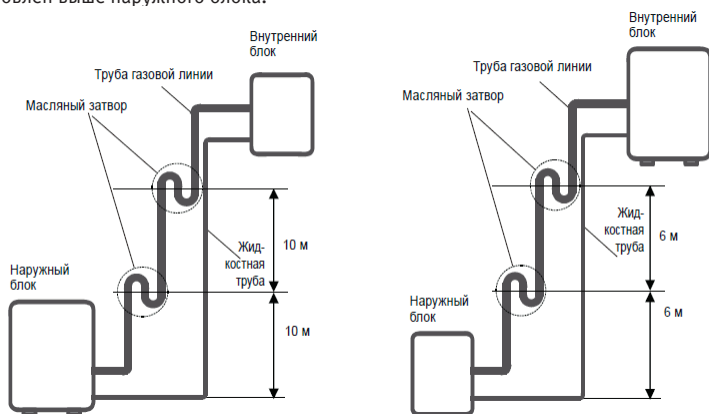 овлен выше наружного блока.
Внутренний
блок
Труба газовой линии
Масляный затвор
Жид-
костная
труба
10 м
Наружный
блок
10 м
Внутренний
блок
Труба газовой линии
Масляный затвор
Жид-
костная
труба
6 м
Наружный
блок
6 м